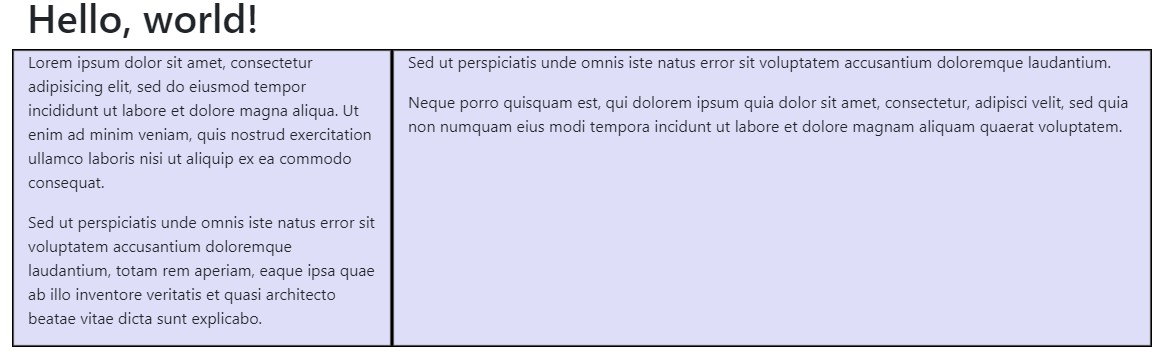 Hello, world!
Lorem ipsum dolor sit amet, consectetur
adipisicing elit, sed do eiusmod tempor
incididunt ut labore et dolore magna aliqua. Ut
enim ad minim veniam, quis nostrud exercitation
ullamco laboris nisi ut aliquip ex ea commodo
consequat.
Sed ut perspiciatis unde omnis iste natus error sit
voluptatem accusantium doloremque
laudantium, totam rem aperiam, eaque ipsa quae
ab illo inventore veritatis et quasi architecto
beatae vitae dicta sunt explicabo.
Sed ut perspiciatis unde omnis iste natus error sit voluptatem accusantium doloremque laudantium.
Neque porro quisquam est, qui dolorem ipsum quia dolor sit amet, consectetur, adipisci velit, sed quia
non numquam eius modi tempora incidunt ut labore et dolore magnam aliquam quaerat voluptatem.